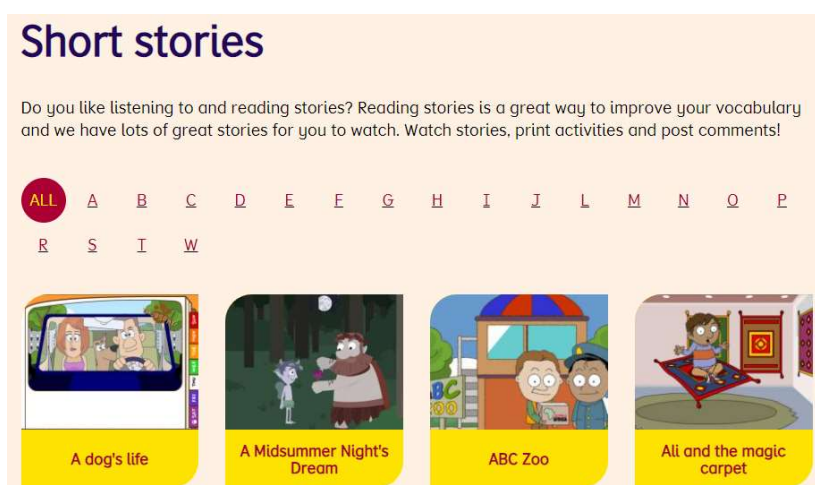 Short stories
Do you like listening to and reading stories? Reading stories is a great way to improve your vocabulary
and we have lots of great stories for you to watch. Watch stories, print activities and post comments!
ALL A B C D E F G H I J L M N O P
R S T W
ABC
ZOO
A dog's life
A Midsummer Night's
Dream
ABC Zoo
Ali and the magic
carpet